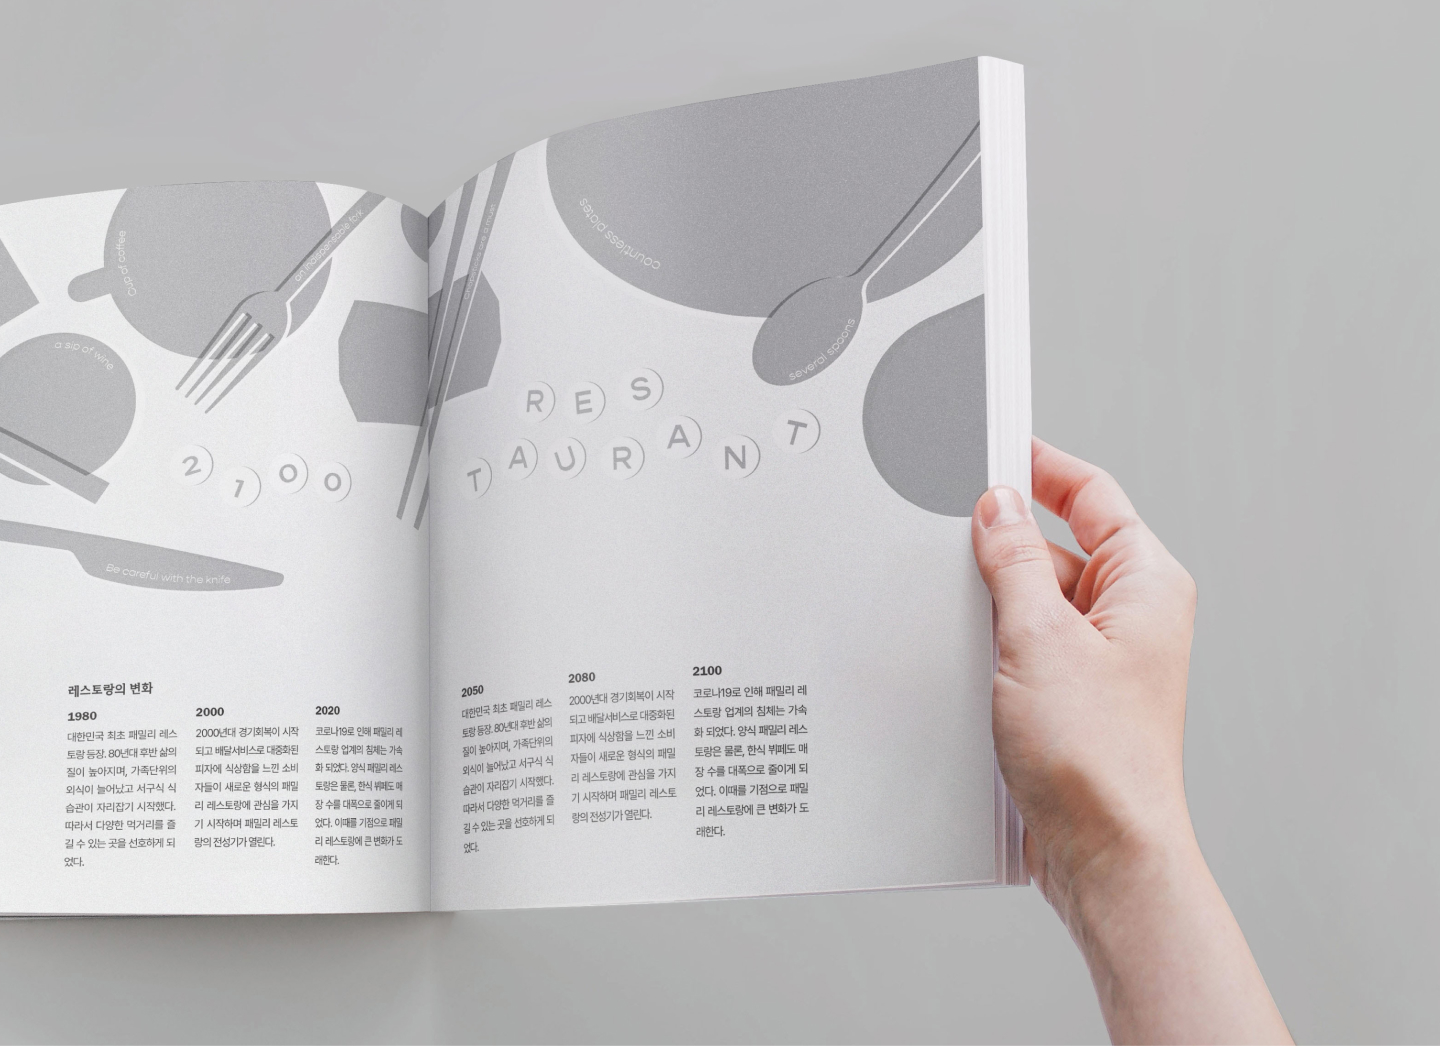 Cup of coffee
an indispensable fork
a sip of wine
Be careful with the knife
2100
countless plates
several spoons
RES
TAURANT
레스토랑의 변화
1980
대한민국 최초 패밀리 레스
토랑 등장. 80년대 후반 삶의
질이 높아지며, 가족단위의
외식이 늘어났고 서구식 식
습관이 자리잡기 시작했다.
따라서 다양한 먹거리를 즐
길 수 있는 곳을 선호하게 되
었다.
2000
2000년대 경기회복이 시작
되고 배달서비스로 대중화된
피자에 식상함을 느낀 소비
자들이 새로운 형식의 패밀
리 레스토랑에 관심을 가지
기 시작하며 패밀리 레스토
랑의 전성기가 열린다.
2020
코로나19로 인해 패밀리 레
스토랑 업계의 침체는 가속
화 되었다. 양식 패밀리 레스
토랑은 물론, 한식 뷔페도 매
장 수를 대폭으로 줄이게 되
었다. 이때를 기점으로 패밀
리 레스토랑에 큰 변화가 도
래한다.
2050
대한민국 최초 패밀리 레스
토랑 등장. 80년대 후반 삶의
질이 높아지며, 가족단위의
외식이 늘어났고 서구식 식
습관이 자리잡기 시작했다.
따라서 다양한 먹거리를 즐
길 수 있는 곳을 선호하게 되
었다.
2080
2000년대 경기회복이 시작
되고 배달서비스로 대중화된
피자에 식상함을 느낀 소비
자들이 새로운 형식의 패밀
리 레스토랑에 관심을 가지
기 시작하며 패밀리 레스토
랑의 전성기가 열린다.
2100
코로나19로 인해 패밀리 레
스토랑 업계의 침체는 가속
화 되었다. 양식 패밀리 레스
토랑은 물론, 한식 뷔페도 매
장 수를 대폭으로 줄이게 되
었다. 이때를 기점으로 패밀
리 레스토랑에 큰 변화가 도
래한다.